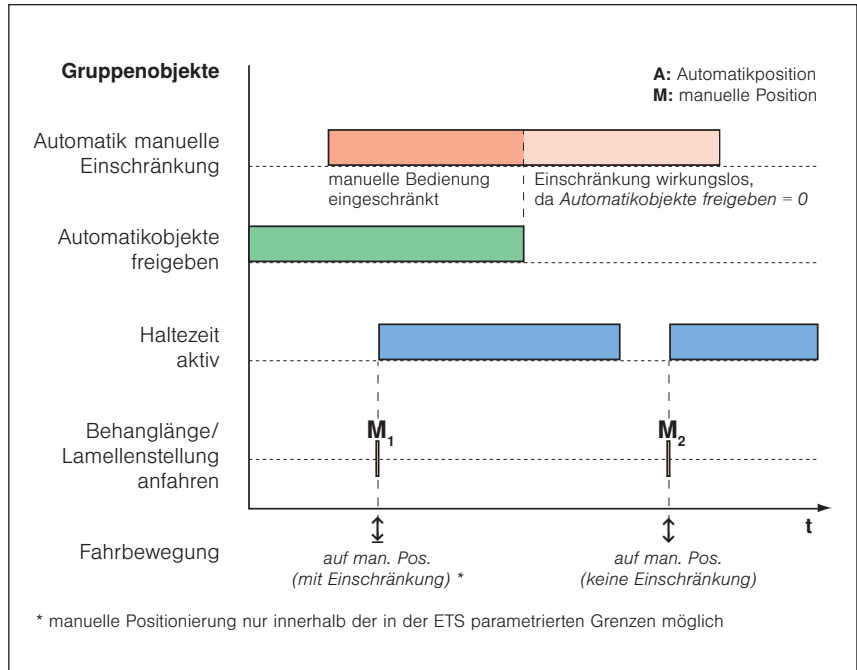 Gruppenobjekte
A: Automatikposition
M: manuelle Position
Automatik manuelle
Einschränkung
manuelle Bedienung
eingeschränkt
Einschränkung wirkungslos,
da Automatikobjekte freigeben = 0
Automatikobjekte
freigeben
Haltezeit
aktiv
Behanglänge/
Lamellenstellung
anfahren
M1
M2
t
Fahrbewegung
auf man. Pos.
(mit Einschränkung) *
auf man. Pos.
(keine Einschränkung)
* manuelle Positionierung nur innerhalb der in der ETS parametrierten Grenzen möglich